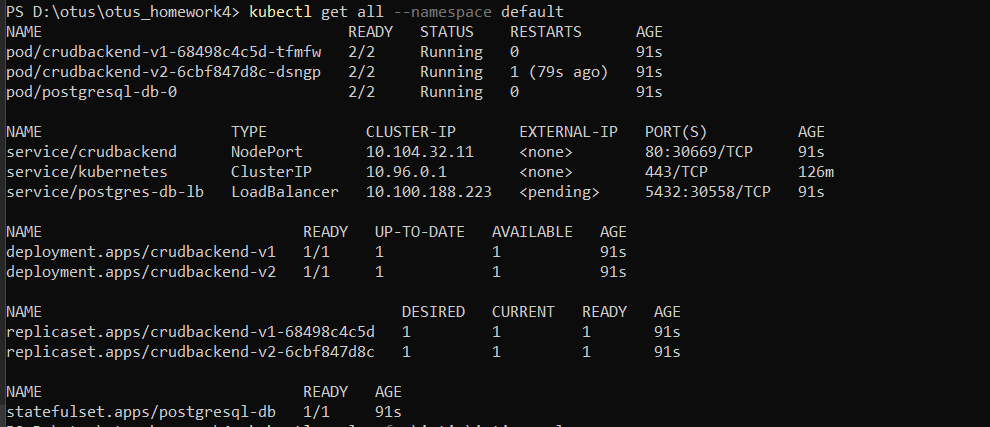 PS D:\otus\otus_homework4> kubectl get all --namespace default
NAME READY STATUS RESTARTS AGE
pod/crudbackend-v1-68498c4c5d-tfmfw 2/2 Running 0 91s
pod/crudbackend-v2-6cbf847d8c-dsngp 2/2 Running 1 (79s ago) 91s
pod/postgresql-db-0 2/2 Running 0 91s
NAME TYPE CLUSTER-IP EXTERNAL-IP PORT(S) AGE
service/crudbackend NodePort 10.104.32.11 <none> 80:30669/TCP 91s
service/kubernetes ClusterIP 10.96.0.1 <none> 443/TCP 126m
service/postgres-db-lb LoadBalancer 10.100.188.223 <pending> 5432:30558/TCP 91s
NAME READY UP-TO-DATE AVAILABLE AGE
deployment.apps/crudbackend-v1 1/1 1 1 91s
deployment.apps/crudbackend-v2 1/1 1 1 91s
NAME DESIRED CURRENT READY AGE
replicaset.apps/crudbackend-v1-68498c4c5d 1 1 1 91s
replicaset.apps/crudbackend-v2-6cbf847d8c 1 1 1 91s
NAME READY AGE
statefulset.apps/postgresql-db 1/1 91s